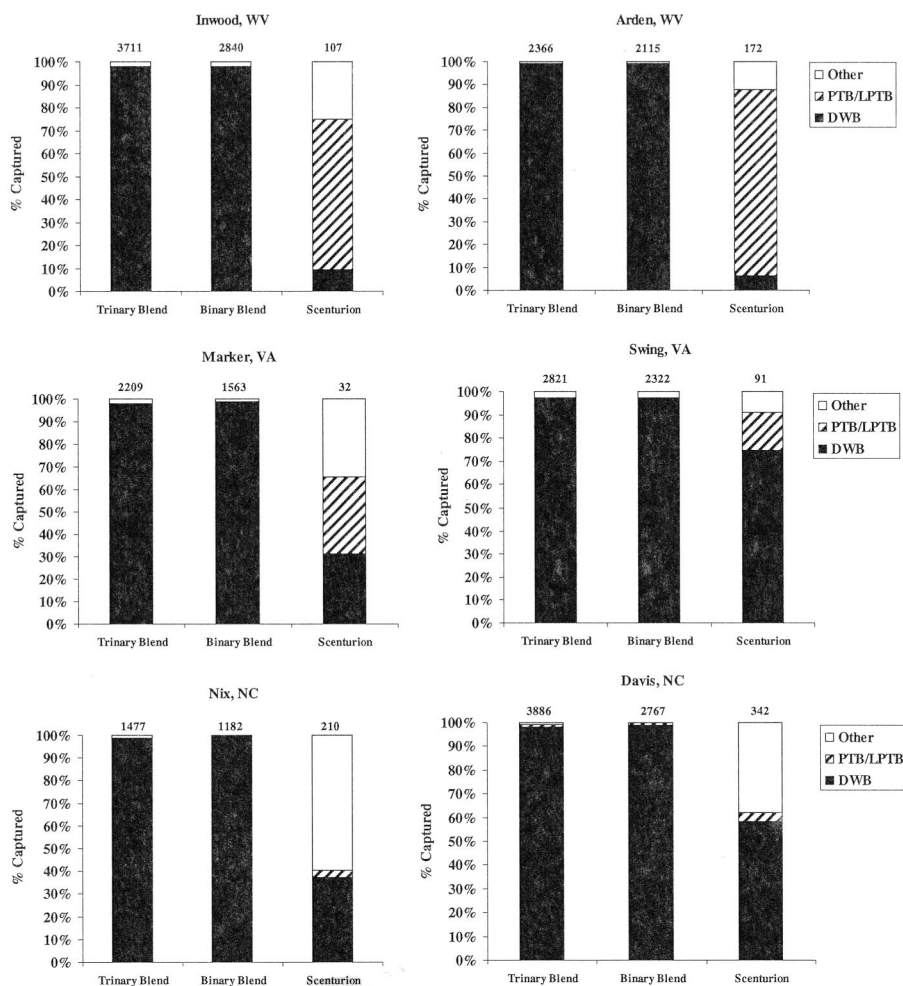 Inwood, WV
3711 2840 107
100%
90%
80%
70%
60%
50%
40%
30%
20%
10%
0%
% Captured
Trinary Blend Binary Blend Scenturion
Arden, WV
2366 2115 172
100%
90%
80%
70%
60%
50%
40%
30%
20%
10%
0%
% Captured
Trinary Blend Binary Blend Scenturion
Other
PTB/LPTB
DWB
Marker, VA
2209 1563 32
100%
90%
80%
70%
60%
50%
40%
30%
20%
10%
0%
% Captured
Trinary Blend Binary Blend Scenturion
Swing, VA
2821 2322 91
100%
90%
80%
70%
60%
50%
40%
30%
20%
10%
0%
% Captured
Trinary Blend Binary Blend Scenturion
Other
PTB/LPTB
DWB
Nix, NC
1477 1182 210
100%
90%
80%
70%
60%
50%
40%
30%
20%
10%
0%
% Captured
Trinary Blend Binary Blend Scenturion
Davis, NC
3886 2767 342
100%
90%
80%
70%
60%
50%
40%
30%
20%
10%
0%
% Captured
Trinary Blend Binary Blend Scenturion
Other
PTB/LPTB
DWB